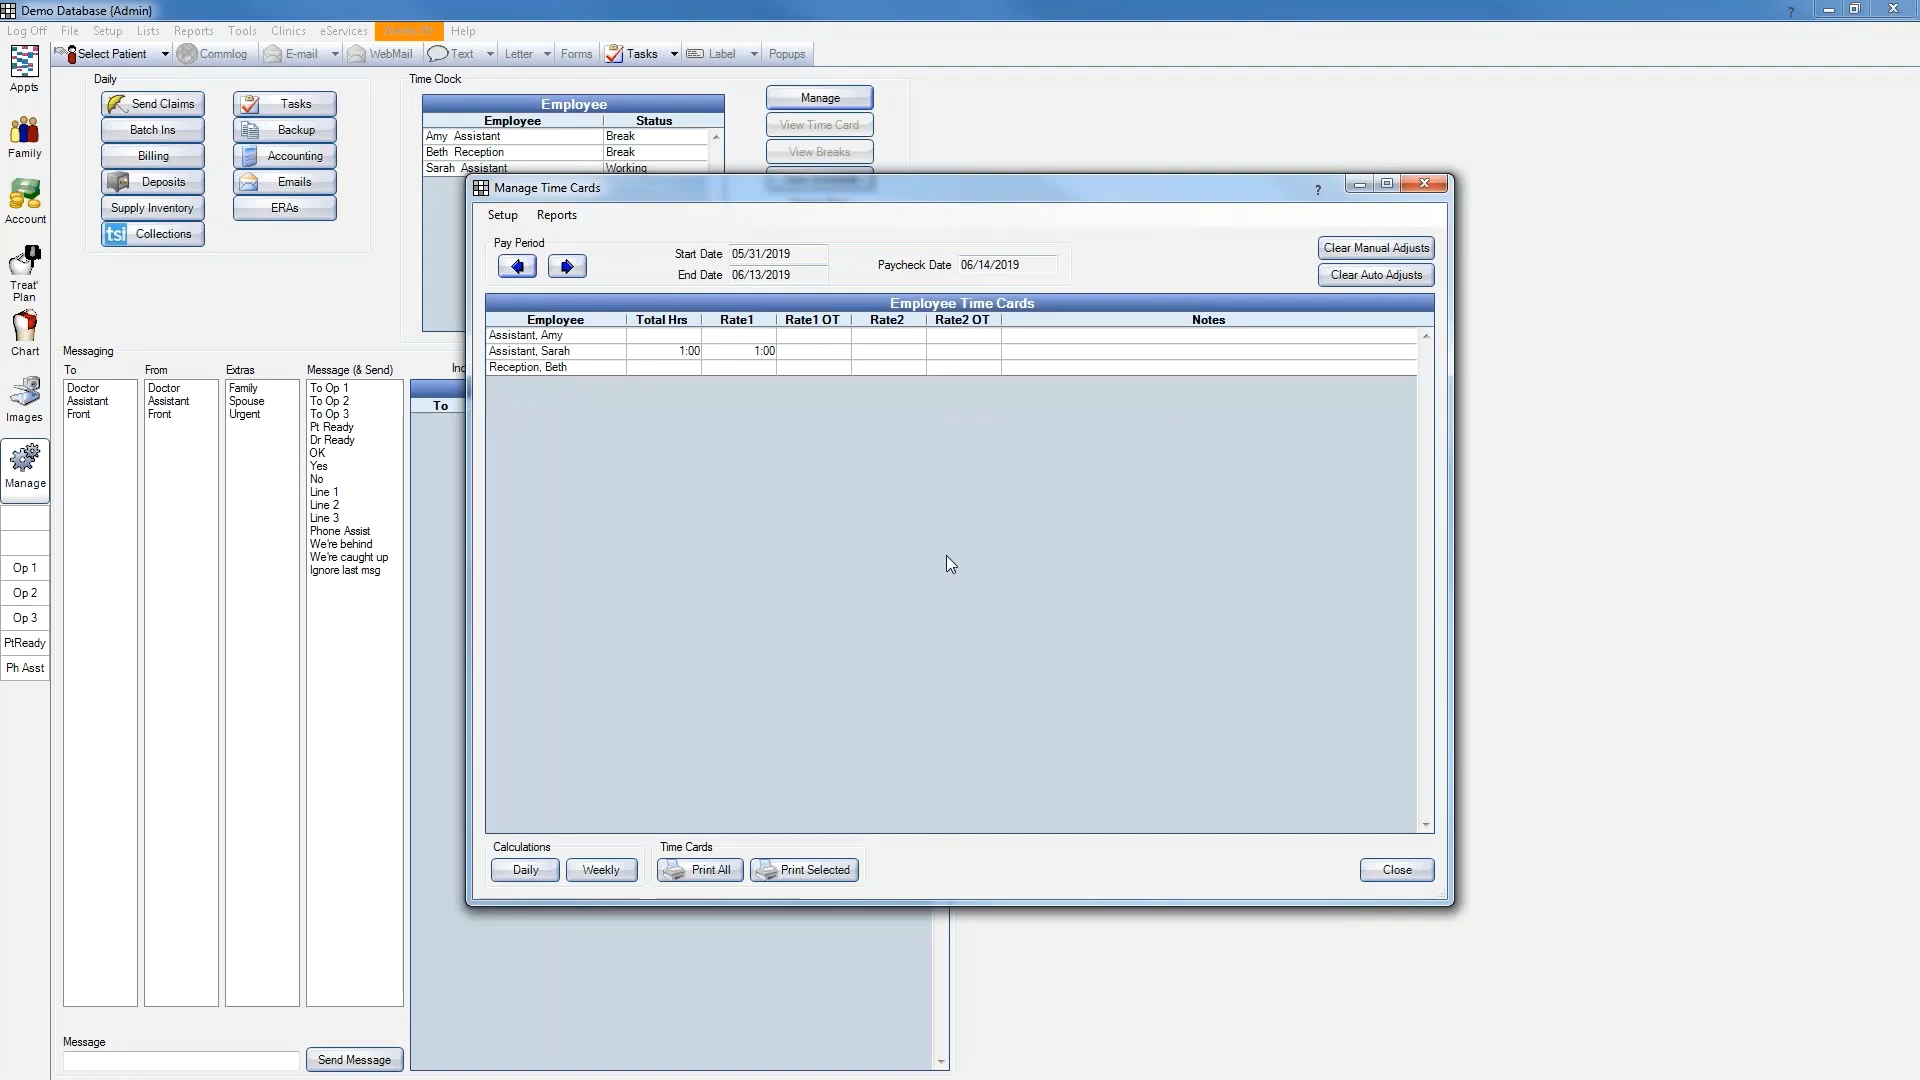 Demo Database {Admin}
Log Off File Setup Lists Reports Tools Clinics eServices Help
Select Patient Commlog E-mail WebMail Text Letter Forms Tasks Label Popups
Appts
Family
Account
Treat'
Plan
Chart
Images
Manage
Op 1
Op 2
Op 3
PtReady
Ph Asst
Daily
Send Claims
Batch Ins
Billing
Deposits
Supply Inventory
tsi Collections
Tasks
Backup
Accounting
Emails
ERAs
Time Clock
Employee
Employee Status
Amy Assistant Break
Beth Reception Break
Sarah Assistant Working
Manage
View Time Card
View Breaks
Messaging
To
Doctor
Assistant
Front
From
Doctor
Assistant
Front
Extras
Family
Spouse
Urgent
Message (& Send)
To Op 1
To Op 2
To Op 3
Pt Ready
Dr Ready
OK
Yes
No
Line 1
Line 2
Line 3
Phone Assist
We're behind
We're caught up
Ignore last msg
To
Message
Send Message
Manage Time Cards
?
Setup Reports
Pay Period
Start Date 05/31/2019
End Date 06/13/2019
Paycheck Date 06/14/2019
Clear Manual Adjusts
Clear Auto Adjusts
Employee Time Cards
Employee Total Hrs Rate1 Rate1 OT Rate2 Rate2 OT Notes
Assistant, Amy
Assistant, Sarah 1:00 1:00
Reception, Beth
Calculations
Daily Weekly
Time Cards
Print All Print Selected
Close